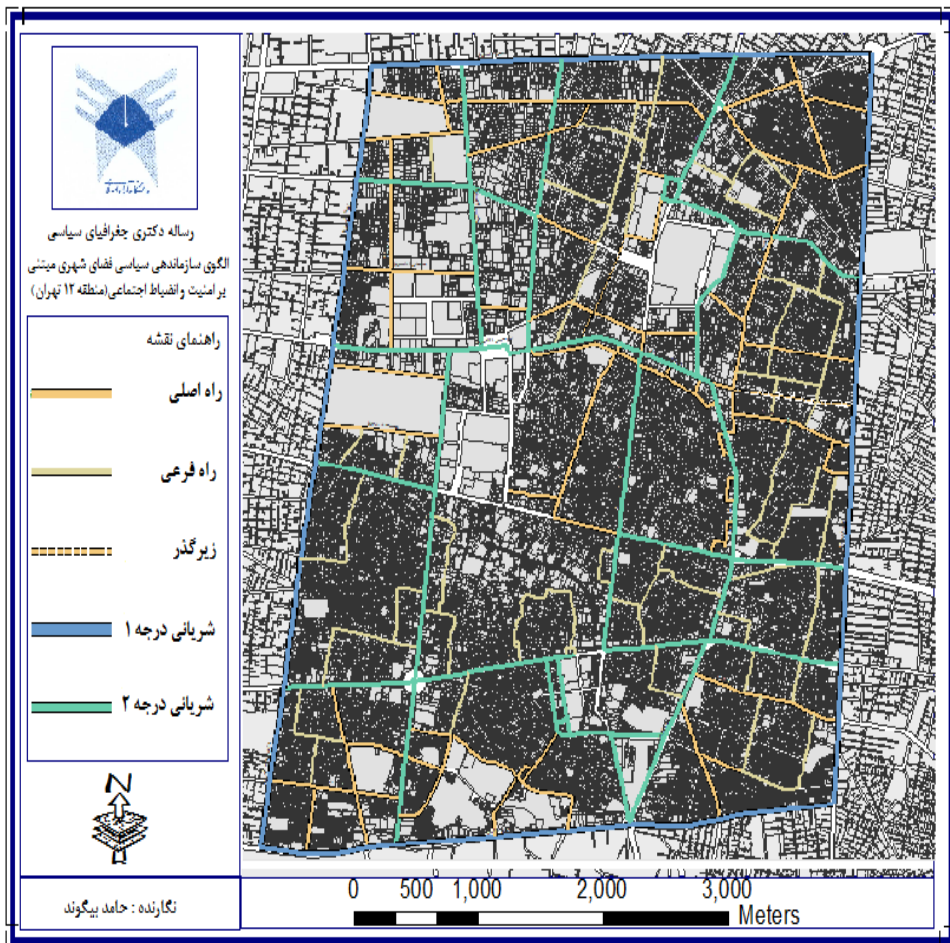 رساله دکتری جغرافیای سیاسی
الگوی سازماندهی سیاسی فضای شهری مبتنی
بر امنیت و انضباط اجتماعی(منطقه ۱۲ تهران)
راهنمای نقشه
راه اصلی
راه فرعی
زیرگذر
شریانی درجه ۱
شریانی درجه ۲
N
نگارنده : حامد بیگوند
0 500 1,000 2,000 3,000
Meters